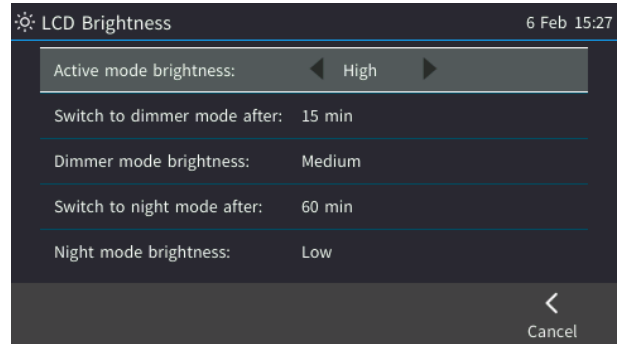 LCD Brightness 6 Feb 15:27
Active mode brightness: High
Switch to dimmer mode after: 15 min
Dimmer mode brightness: Medium
Switch to night mode after: 60 min
Night mode brightness: Low
Cancel